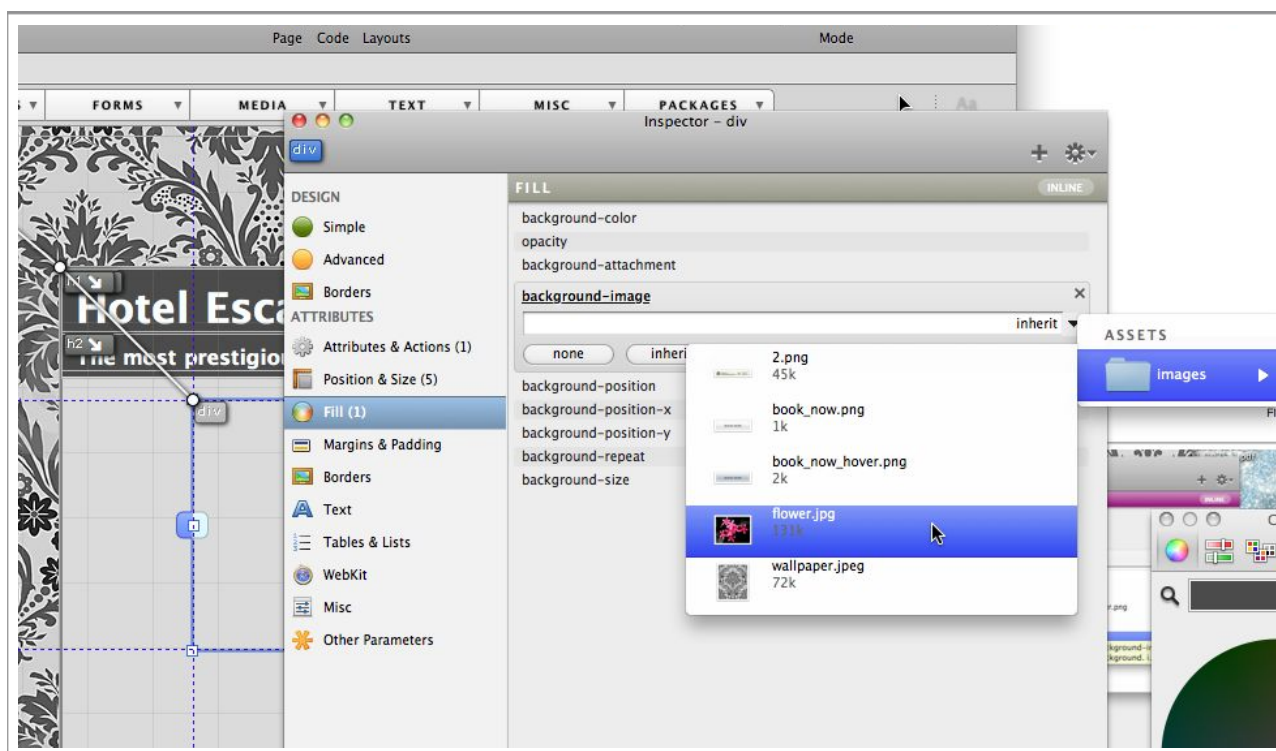 Page Code Layouts Mode
FORMS MEDIA TEXT MISC PACKAGES
Aa
Inspector – div
div
DESIGN
Simple
Advanced
Borders
ATTRIBUTES
Attributes & Actions (1)
Position & Size (5)
Fill (1)
Margins & Padding
Borders
Text
Tables & Lists
WebKit
Misc
Other Parameters
FILL INLINE
background-color
opacity
background-attachment
background-image
inherit
none
background-position
background-position-x
background-position-y
background-repeat
background-size
2.png
45k
book_now.png
1k
book_now_hover.png
2k
flower.jpg
131k
wallpaper.jpeg
72k
ASSETS
images
Hotel
h2
The most
div
INLINE